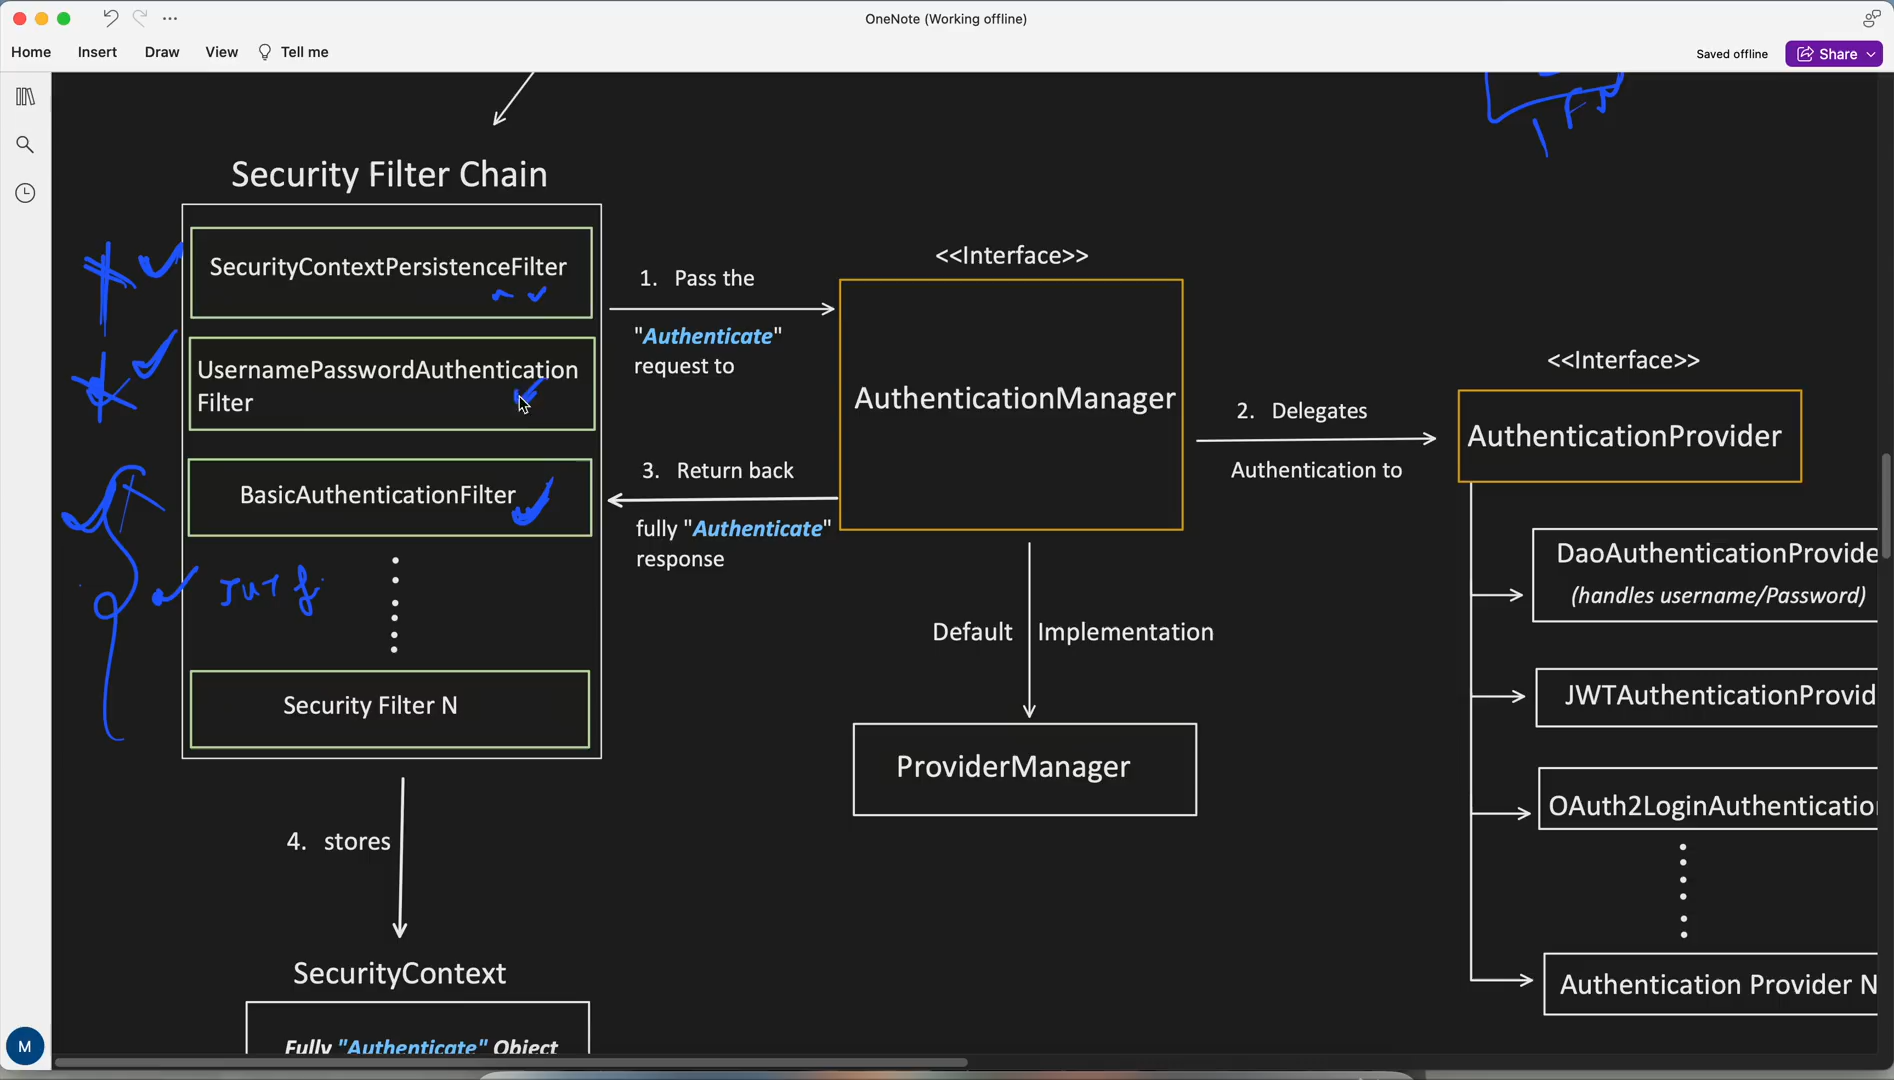 OneNote (Working offline)
Home
Insert
Draw
View
Tell me
Saved offline
Share
Security Filter Chain
SecurityContextPersistenceFilter
UsernamePasswordAuthentication
Filter
BasicAuthenticationFilter
Security Filter N
1. Pass the
"Authenticate"
request to
3. Return back
fully "Authenticate"
response
<<Interface>>
AuthenticationManager
Default Implementation
ProviderManager
2. Delegates
Authentication to
<<Interface>>
AuthenticationProvider
DaoAuthenticationProvide
(handles username/Password)
JWTAuthenticationProvid
OAuth2LoginAuthentication
Authentication Provider N
4. stores
SecurityContext
Fully "Authenticate" Object
M